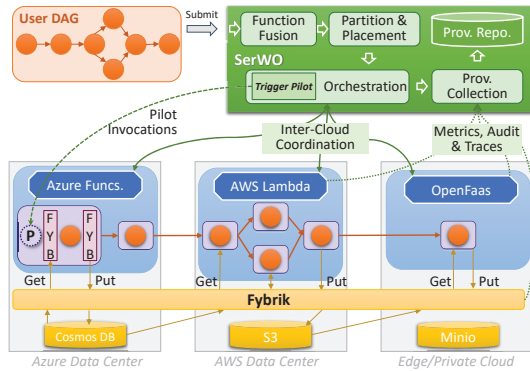 User DAG
Submit
Function
Fusion
Partition &
Placement
Prov. Repo.
SerWO
Trigger Pilot
Orchestration
Prov.
Collection
Pilot
Invocations
Inter-Cloud
Coordination
Metrics, Audit
& Traces
Azure Funcs.
AWS Lambda
OpenFaas
P
F
Y
B
F
Y
B
Get
Put
Get
Put
Get
Put
Fybrik
Cosmos DB
S3
Minio
Azure Data Center
AWS Data Center
Edge/Private Cloud